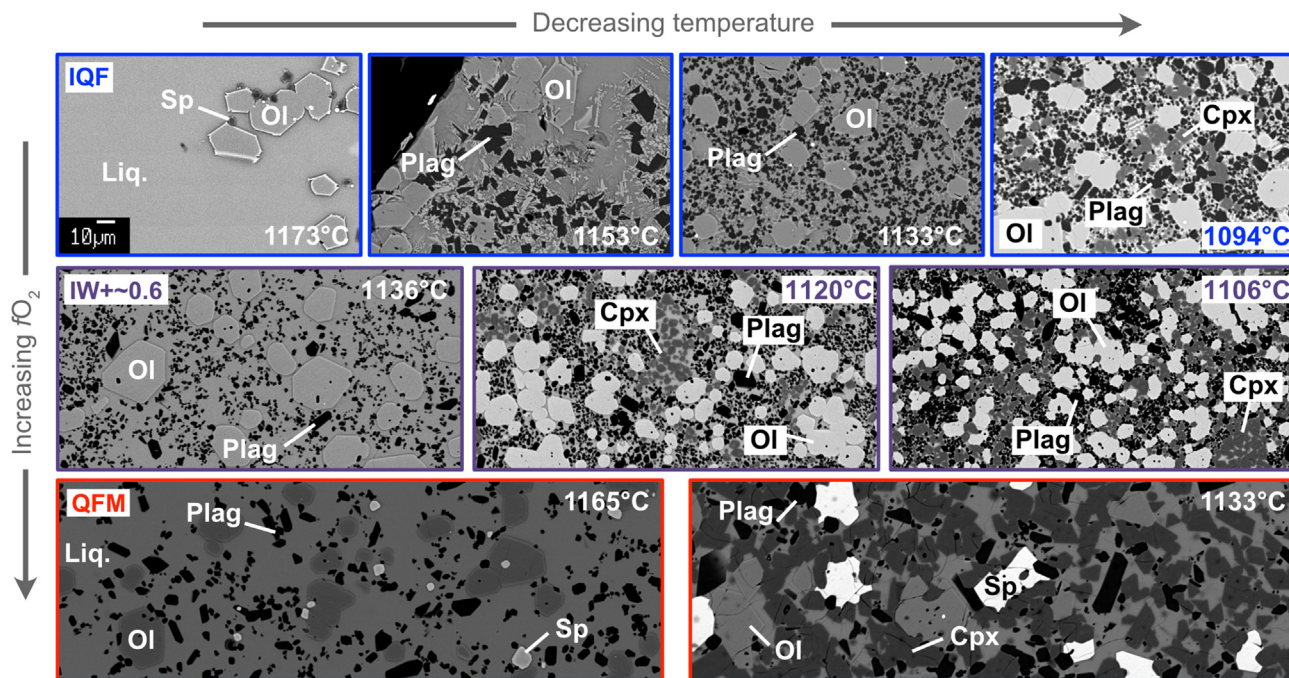 Decreasing temperature
Increasing fO2
IQF
Sp
Ol
Liq.
10µm
1173°C
Ol
Plag
1153°C
Ol
Plag
1133°C
Cpx
Plag
Ol
1094°C
IW+~0.6
1136°C
Ol
Plag
1120°C
Cpx
Plag
Ol
1106°C
Ol
Cpx
Plag
QFM
1165°C
Plag
Liq.
Ol
Sp
Plag
1133°C
Sp
Ol
Cpx